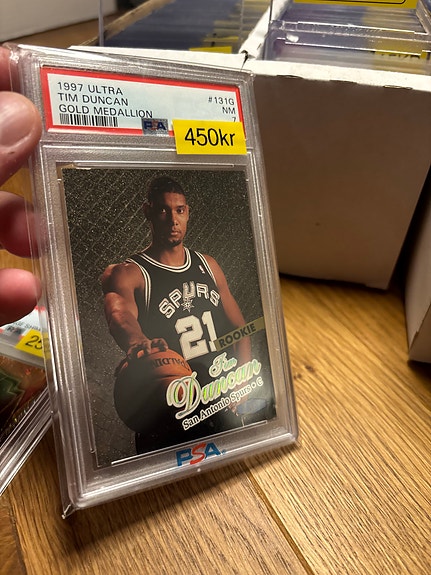 1997 ULTRA #131G
TIM DUNCAN NM
GOLD MEDALLION 7
PSA
450kr
SPURS
21
ROOKIE
Tim
Duncan
San Antonio Spurs • C
PSA